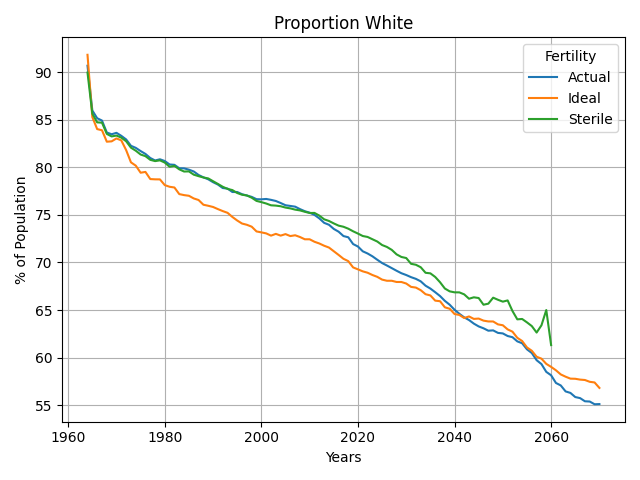 Proportion White
% of Population
90
85
80
75
70
65
60
55
Fertility
Actual
Ideal
Sterile
1960
1980
2000
2020
2040
2060
Years